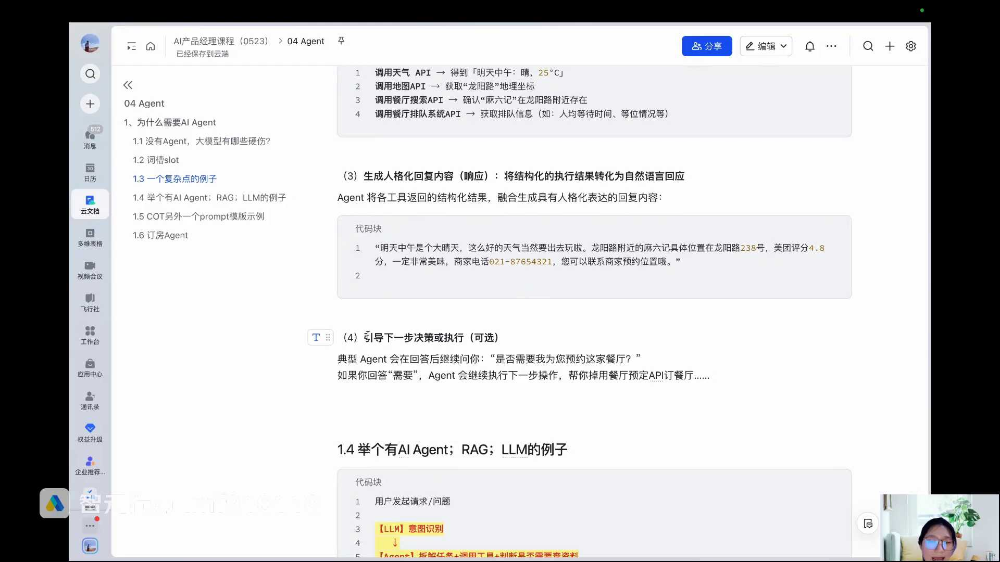 AI产品经理课程（0523） > 04 Agent
已经保存到云端
分享
编辑
512
消息
30
日历
云文档
多维表格
视频会议
飞行社
工作台
应用中心
通讯录
权益升级
企业推荐...
04 Agent
1、为什么需要AI Agent
1.1 没有Agent，大模型有哪些硬伤？
1.2 词槽slot
1.3 一个复杂点的例子
1.4 举个有AI Agent；RAG；LLM的例子
1.5 COT另外一个prompt模版示例
1.6 订房Agent
1 调用天气 API → 得到「明天中午：晴，25°C」
2 调用地图API → 获取“龙阳路”地理坐标
3 调用餐厅搜索API → 确认“麻六记”在龙阳路附近存在
4 调用餐厅排队系统API → 获取排队信息（如：人均等待时间、等位情况等）
（3）生成人格化回复内容（响应）：将结构化的执行结果转化为自然语言回应
Agent 将各工具返回的结构化结果，融合生成具有人格化表达的回复内容：
代码块
1 “明天中午是个大晴天，这么好的天气当然要出去玩啦。龙阳路附近的麻六记具体位置在龙阳路238号，美团评分4.8
分，一定非常美味，商家电话021-87654321，您可以联系商家预约位置哦。”
2
（4）引导下一步决策或执行（可选）
典型 Agent 会在回答后继续问你：“是否需要我为您预约这家餐厅？”
如果你回答“需要”，Agent 会继续执行下一步操作，帮你掉用餐厅预定API订餐厅……
1.4 举个有AI Agent；RAG；LLM的例子
代码块
1 用户发起请求/问题
2
3 【LLM】意图识别
4 ↓
5 【Agent】拆解任务+调用工具+判断是否需要查资料